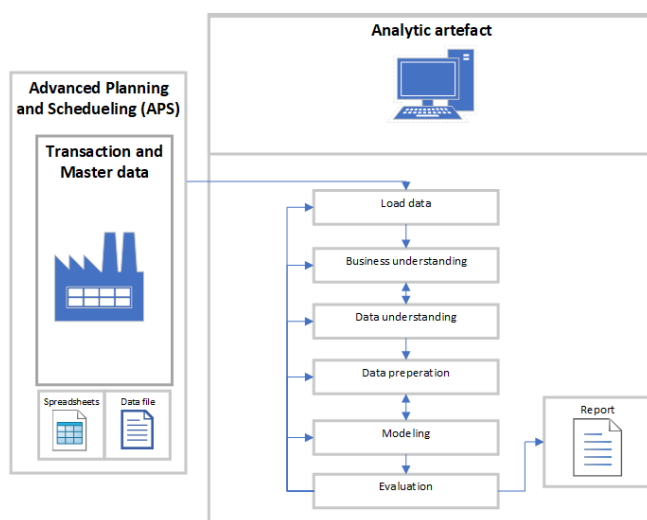 Analytic artefact
Advanced Planning
and Schedueling (APS)
Transaction and
Master data
Spreadsheets
Data file
Load data
Business understanding
Data understanding
Data preperation
Modeling
Evaluation
Report